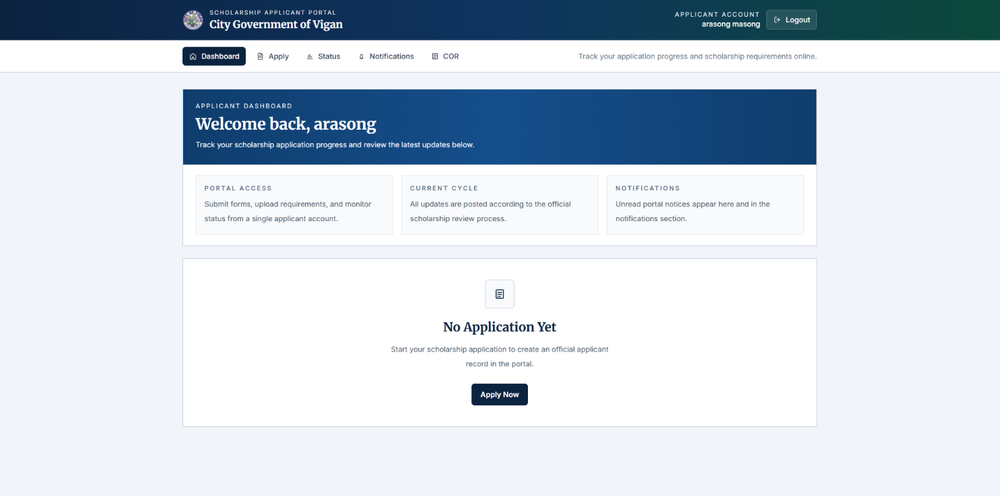 SCHOLARSHIP APPLICANT PORTAL
City Government of Vigan
APPLICANT ACCOUNT
arasong masong
Logout
Dashboard
Apply
Status
Notifications
COR
Track your application progress and scholarship requirements online.
APPLICANT DASHBOARD
Welcome back, arasong
Track your scholarship application progress and review the latest updates below.
PORTAL ACCESS
Submit forms, upload requirements, and monitor
status from a single applicant account.
CURRENT CYCLE
All updates are posted according to the official
scholarship review process.
NOTIFICATIONS
Unread portal notices appear here and in the
notifications section.
No Application Yet
Start your scholarship application to create an official applicant
record in the portal.
Apply Now